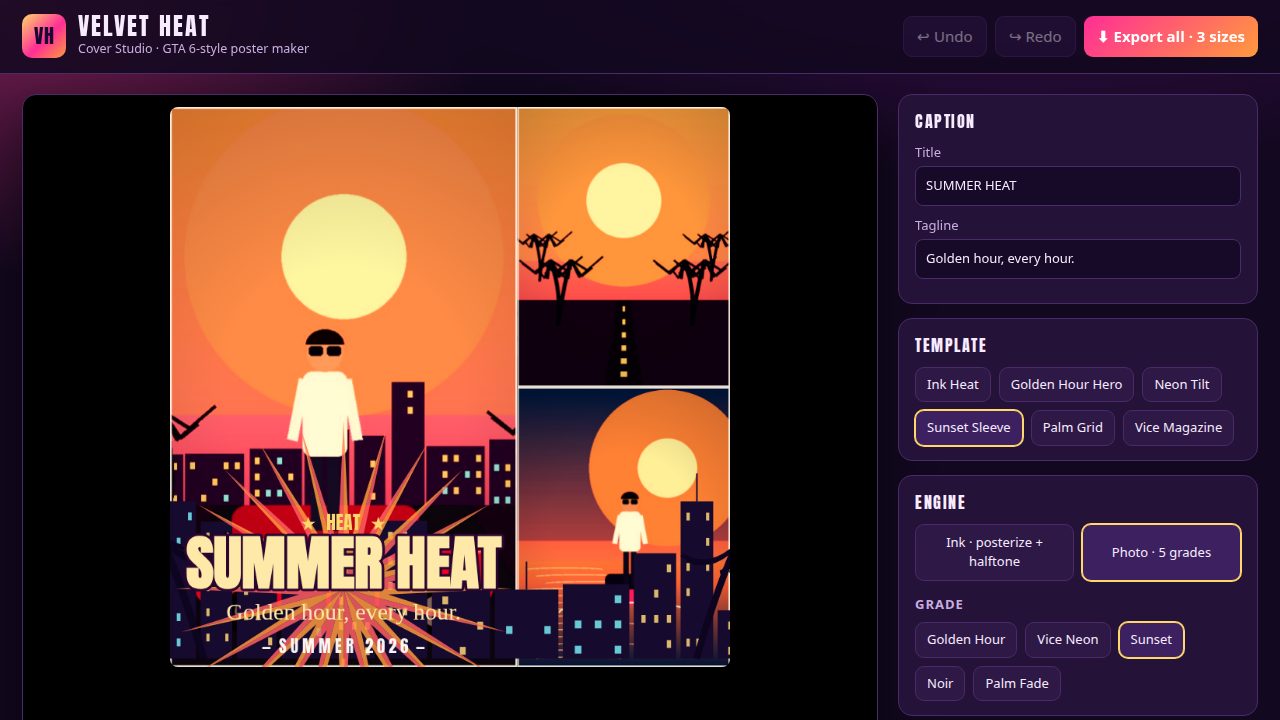 VH
VELVET HEAT
Cover Studio · GTA 6-style poster maker
↩ Undo
↪ Redo
⬇ Export all · 3 sizes
★ HEAT ★
SUMMER HEAT
Golden hour, every hour.
– SUMMER 2026 –
CAPTION
Title
SUMMER HEAT
Tagline
Golden hour, every hour.
TEMPLATE
Ink Heat
Golden Hour Hero
Neon Tilt
Sunset Sleeve
Palm Grid
Vice Magazine
ENGINE
Ink · posterize +
halftone
Photo · 5 grades
GRADE
Golden Hour
Vice Neon
Sunset
Noir
Palm Fade